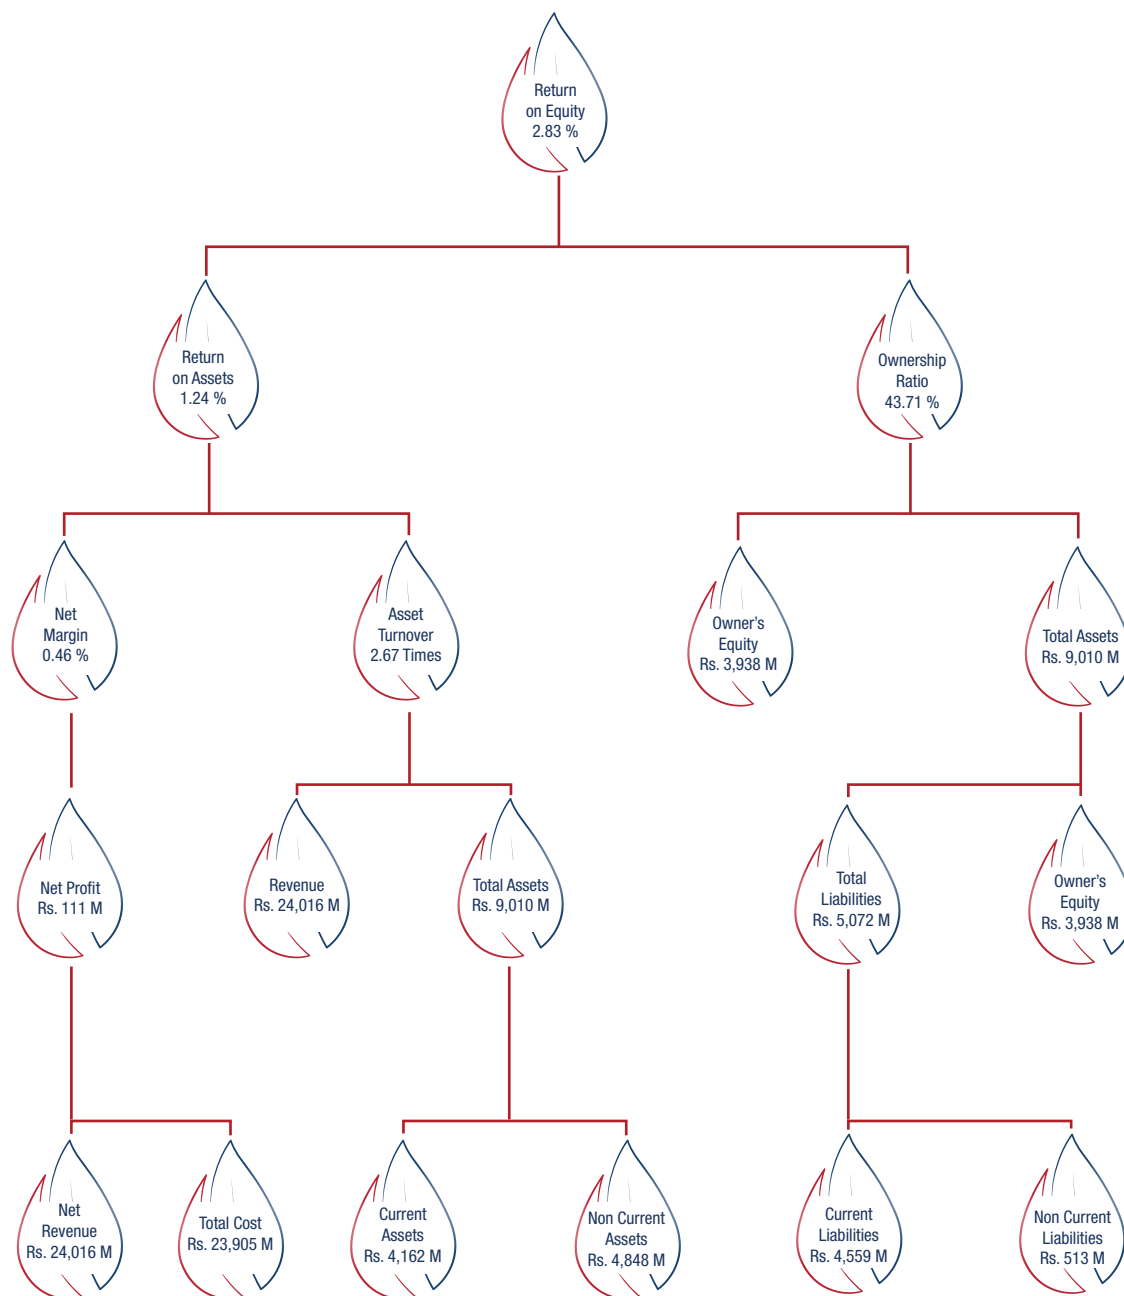 Return
on Equity
2.83 %
Return
on Assets
1.24 %
Ownership
Ratio
43.71 %
Net
Margin
0.46 %
Asset
Turnover
2.67 Times
Owner's
Equity
Rs. 3,938 M
Total Assets
Rs. 9,010 M
Net Profit
Rs. 111 M
Revenue
Rs. 24,016 M
Total Assets
Rs. 9,010 M
Total
Liabilities
Rs. 5,072 M
Owner's
Equity
Rs. 3,938 M
Net
Revenue
Rs. 24,016 M
Total Cost
Rs. 23,905 M
Current
Assets
Rs. 4,162 M
Non Current
Assets
Rs. 4,848 M
Current
Liabilities
Rs. 4,559 M
Non Current
Liabilities
Rs. 513 M